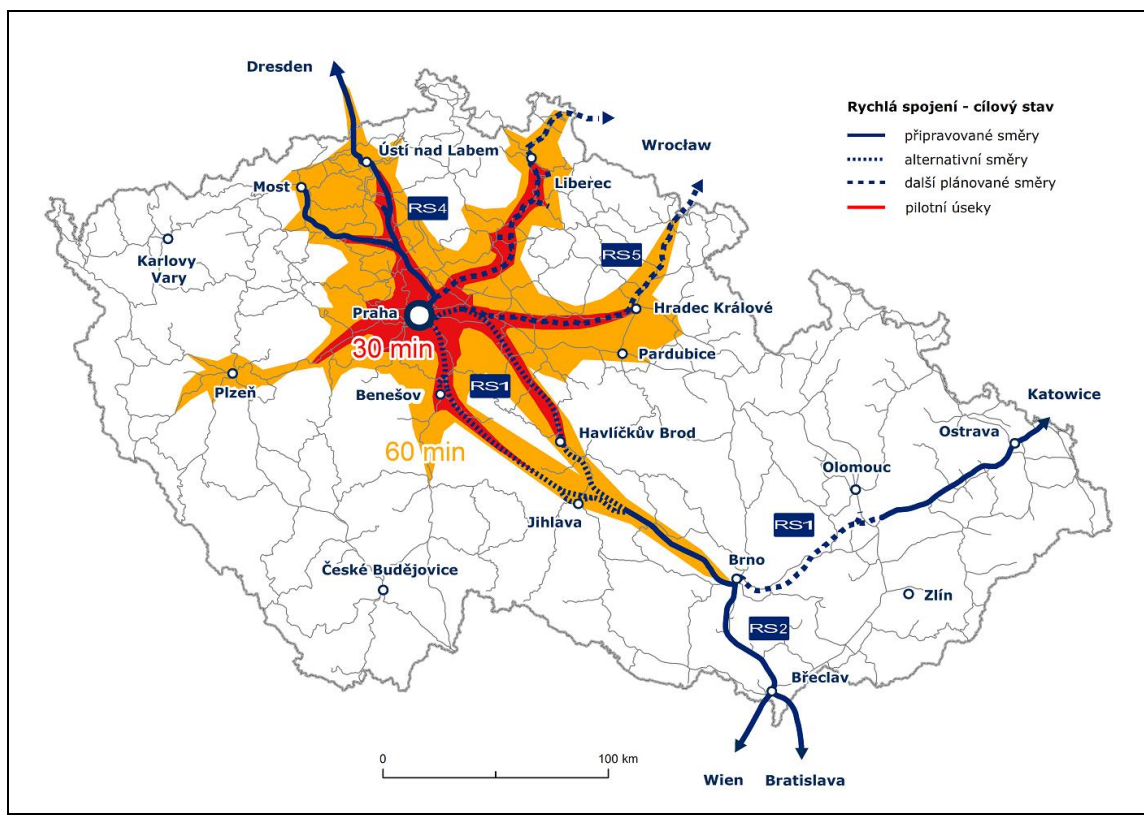 Dresden
Rychlá spojení - cílový stav
připravované směry
alternativní směry
další plánované směry
pilotní úseky
Ústí nad Labem
Wrocław
Most
Liberec
RS4
Karlovy
Vary
RS5
Praha
Hradec Králové
30 min
Pardubice
Plzeň
Benešov
RS1
Katowice
Havlíčkův Brod
Ostrava
60 min
Olomouc
Jihlava
RS1
Brno
České Budějovice
Zlín
RS2
Břeclav
0
100 km
Wien
Bratislava